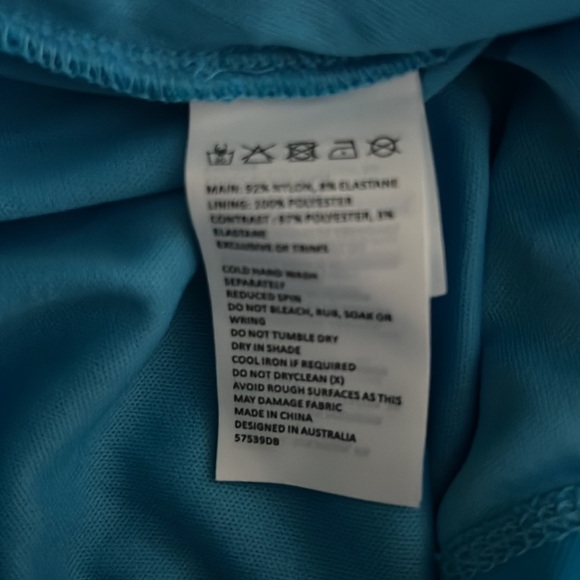 MAIN: 92% NYLON, 8% ELASTANE
LINING: 100% POLYESTER
CONTRAST: 97% POLYESTER, 3%
ELASTANE
EXCLUSIVE OF TRIMS
COLD HAND WASH
SEPARATELY
REDUCED SPIN
DO NOT BLEACH, RUB, SOAK OR
WRING
DO NOT TUMBLE DRY
DRY IN SHADE
COOL IRON IF REQUIRED
DO NOT DRYCLEAN (X)
AVOID ROUGH SURFACES AS THIS
MAY DAMAGE FABRIC
MADE IN CHINA
DESIGNED IN AUSTRALIA
57539DB